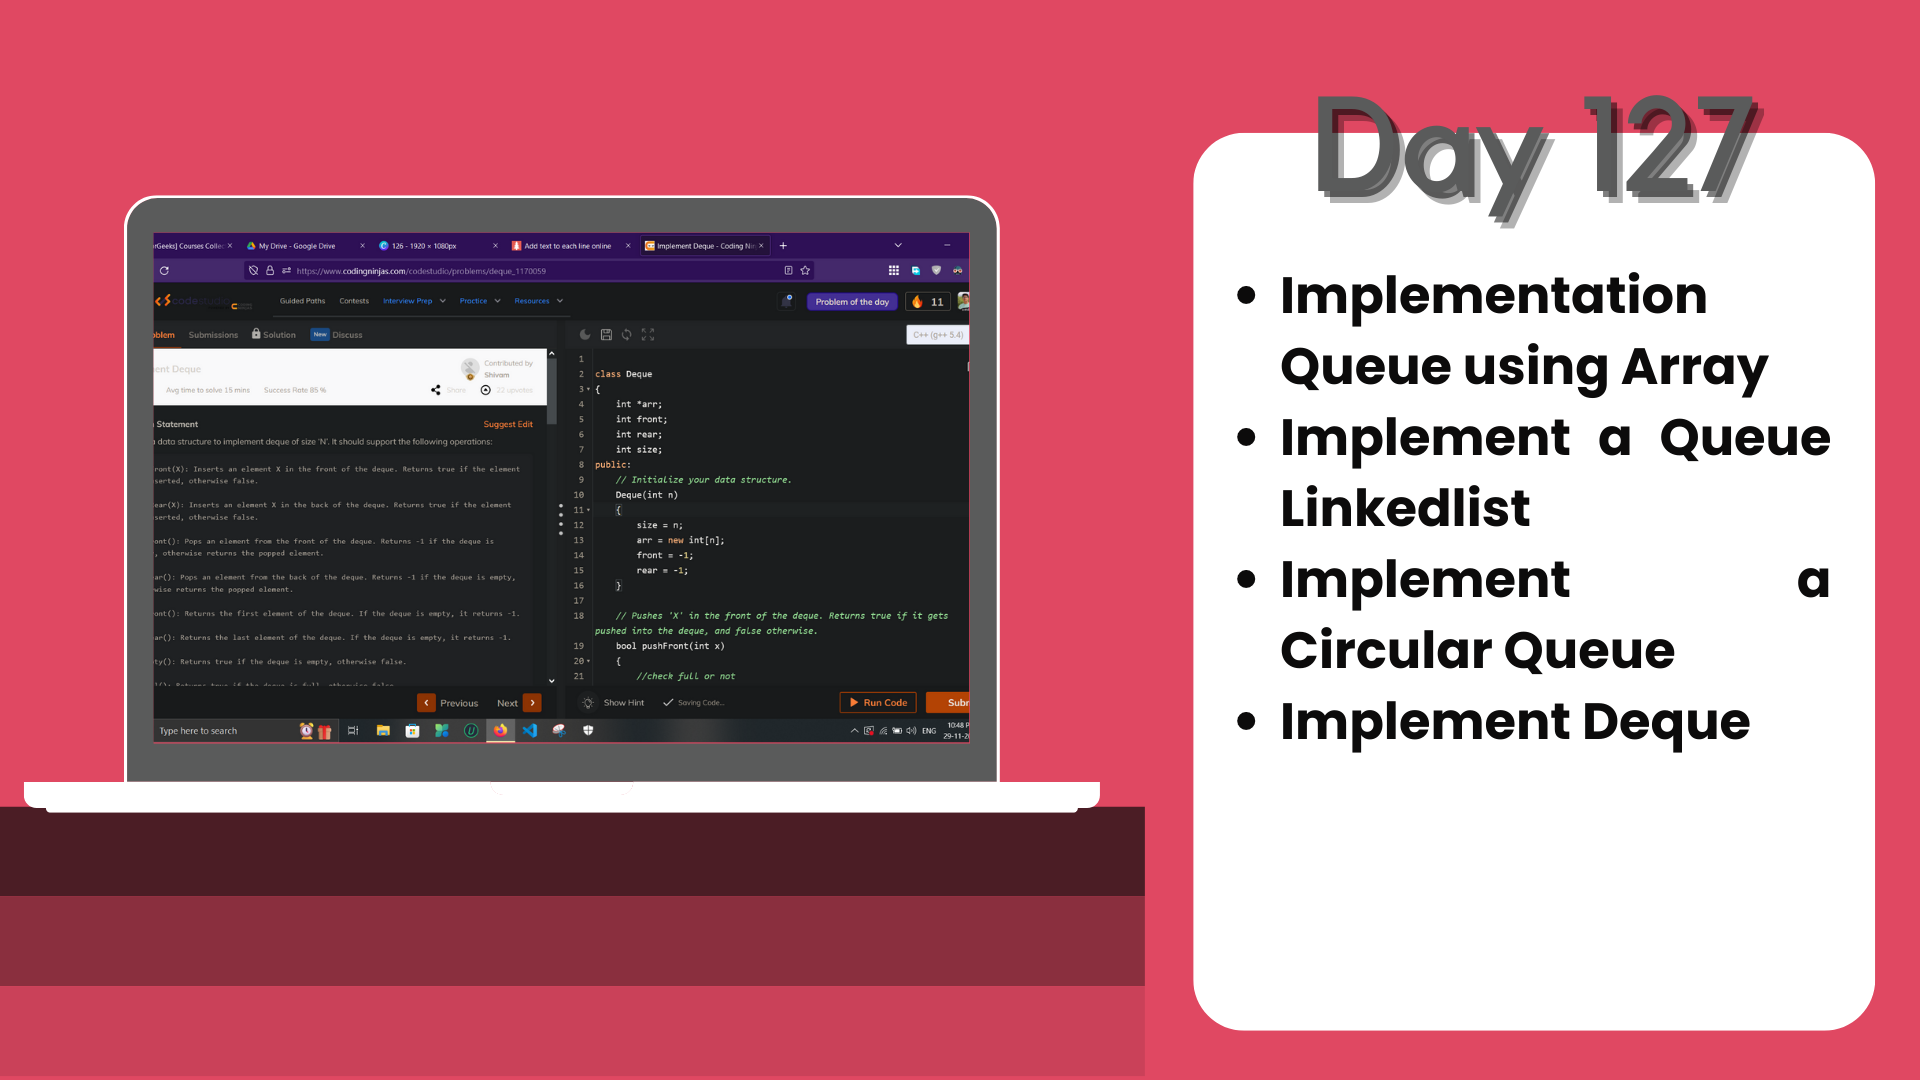 Day 127
Implementation
Queue using Array
Implement a Queue
Linkedlist
Implement a
Circular Queue
Implement Deque
rGeeks] Courses Collec
My Drive - Google Drive
126 - 1920 × 1080px
Add text to each line online
Implement Deque - Coding Nin
https://www.codingninjas.com/codestudio/problems/deque_1170059
Guided Paths Contests Interview Prep Practice Resources
Problem of the day
11
oblem Submissions Solution New Discuss
C++ (g++ 5.4)
ent Deque
Contributed by
Shivam
Avg time to solve 15 mins Success Rate 85 %
Share 22 upvotes
Statement
Suggest Edit
data structure to implement deque of size 'N'. It should support the following operations:
ront(X): Inserts an element X in the front of the deque. Returns true if the element
serted, otherwise false.
ear(X): Inserts an element X in the back of the deque. Returns true if the element
serted, otherwise false.
ont(): Pops an element from the front of the deque. Returns -1 if the deque is
, otherwise returns the popped element.
ar(): Pops an element from the back of the deque. Returns -1 if the deque is empty,
wise returns the popped element.
ont(): Returns the first element of the deque. If the deque is empty, it returns -1.
ar(): Returns the last element of the deque. If the deque is empty, it returns -1.
ty(): Returns true if the deque is empty, otherwise false.
l(): Returns true if the deque is full, otherwise false.
Previous Next
1
2 class Deque
3 {
4 int *arr;
5 int front;
6 int rear;
7 int size;
8 public:
9 // Initialize your data structure.
10 Deque(int n)
11 {
12 size = n;
13 arr = new int[n];
14 front = -1;
15 rear = -1;
16 }
17
18 // Pushes 'X' in the front of the deque. Returns true if it gets
pushed into the deque, and false otherwise.
19 bool pushFront(int x)
20 {
21 //check full or not
Show Hint Saving Code... Run Code Subr
Type here to search
ENG
10:48 P
29-11-2